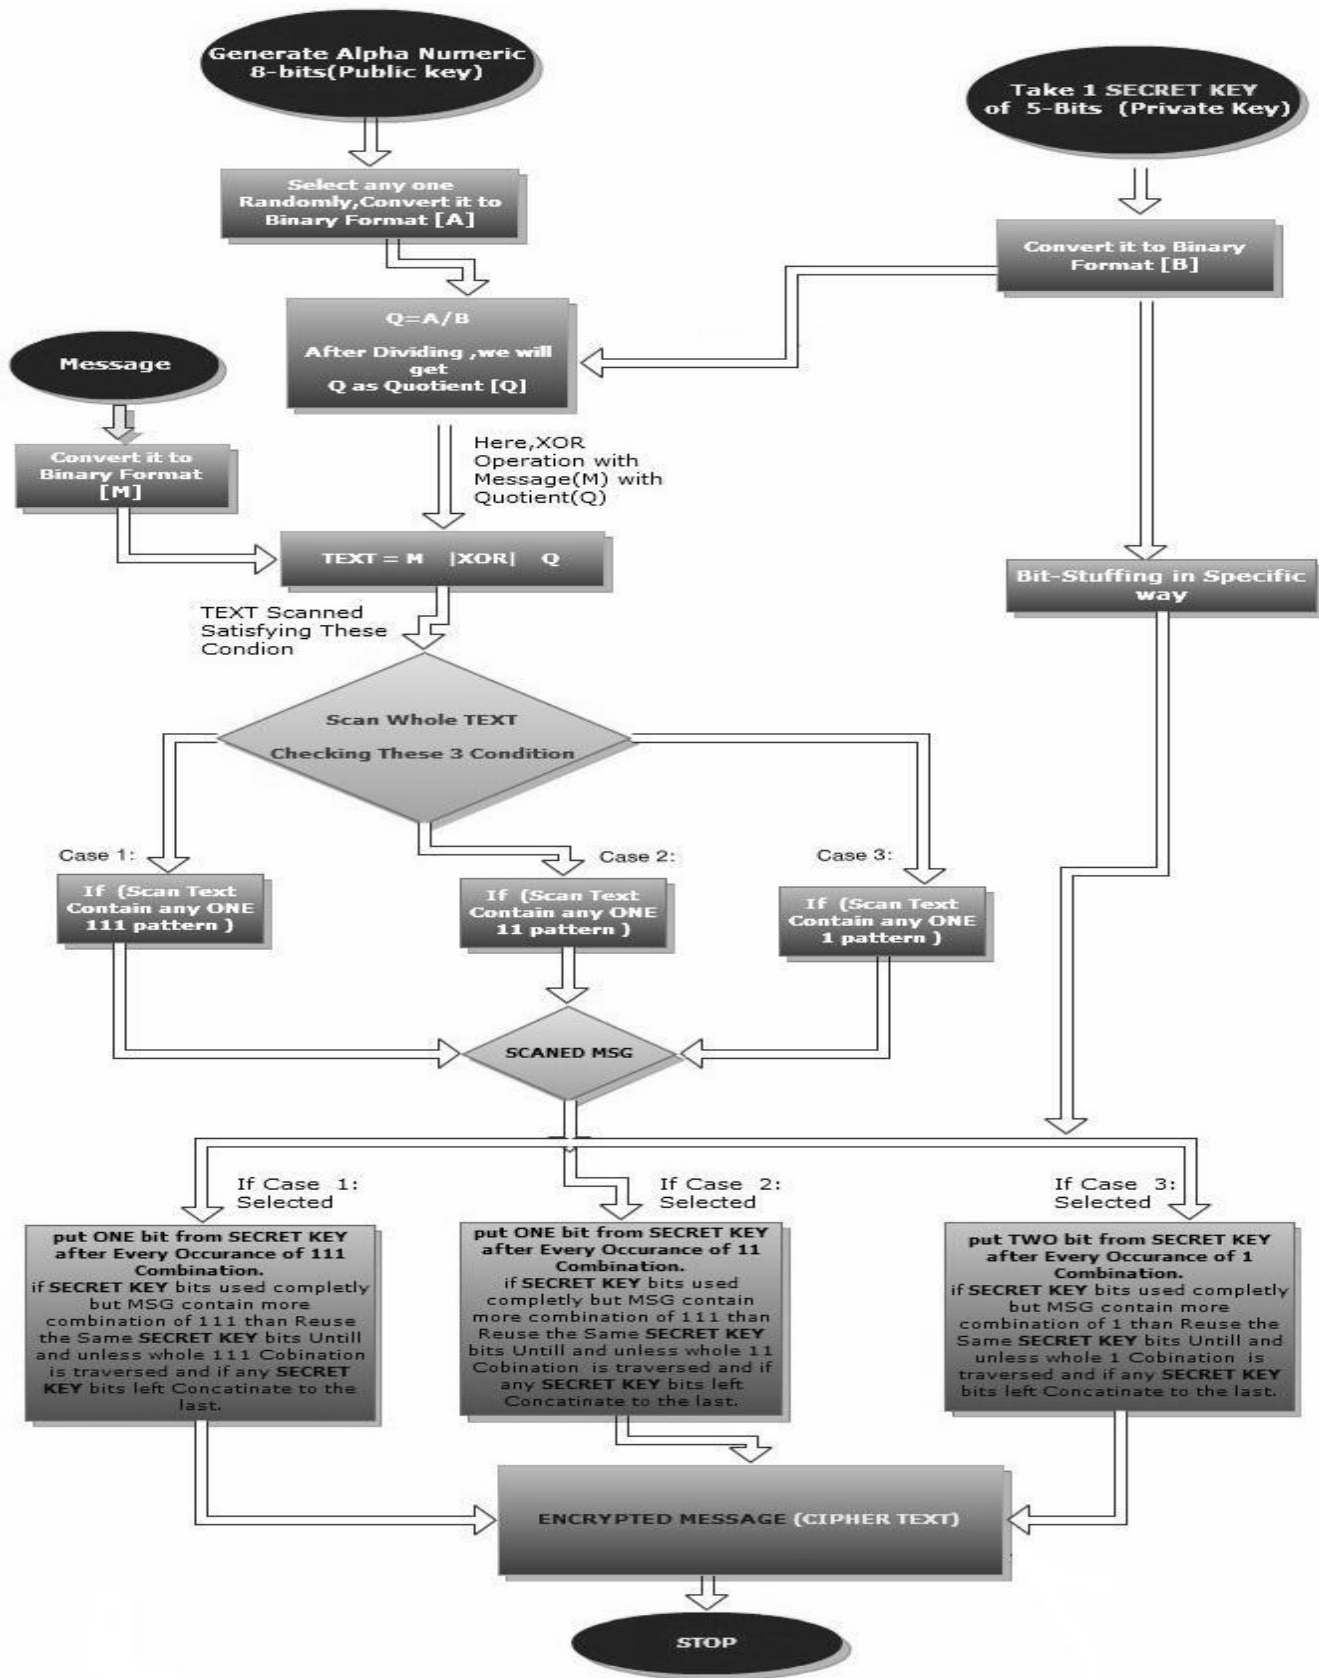 Generate Alpha Numeric
8-bits(Public key)
Take 1 SECRET KEY
of 5-Bits (Private Key)
Select any one
Randomly,Convert it to
Binary Format [A]
Convert it to Binary
Format [B]
Q=A/B
After Dividing ,we will
get
Q as Quotient [Q]
Message
Convert it to
Binary Format
[M]
Here,XOR
Operation with
Message(M) with
Quotient(Q)
TEXT = M |XOR| Q
Bit-Stuffing in Specific
way
TEXT Scanned
Satisfying These
Condion
Scan Whole TEXT
Checking These 3 Condition
Case 1:
If (Scan Text
Contain any ONE
111 pattern )
Case 2:
If (Scan Text
Contain any ONE
11 pattern )
Case 3:
If (Scan Text
Contain any ONE
1 pattern )
SCANED MSG
If Case 1:
Selected
If Case 2:
Selected
If Case 3:
Selected
put ONE bit from SECRET KEY
after Every Occurance of 111
Combination.
if SECRET KEY bits used completly
but MSG contain more
combination of 111 than Reuse
the Same SECRET KEY bits Untill
and unless whole 111 Cobination
is traversed and if any SECRET
KEY bits left Concatinate to the
last.
put ONE bit from SECRET KEY
after Every Occurance of 11
Combination.
if SECRET KEY bits used
completly but MSG contain
more combination of 111 than
Reuse the Same SECRET KEY
bits Untill and unless whole 11
Cobination is traversed and if
any SECRET KEY bits left
Concatinate to the last.
put TWO bit from SECRET KEY
after Every Occurance of 1
Combination.
if SECRET KEY bits used completly
but MSG contain more
combination of 1 than Reuse the
Same SECRET KEY bits Untill and
unless whole 1 Cobination is
traversed and if any SECRET KEY
bits left Concatinate to the last.
ENCRYPTED MESSAGE (CIPHER TEXT)
STOP